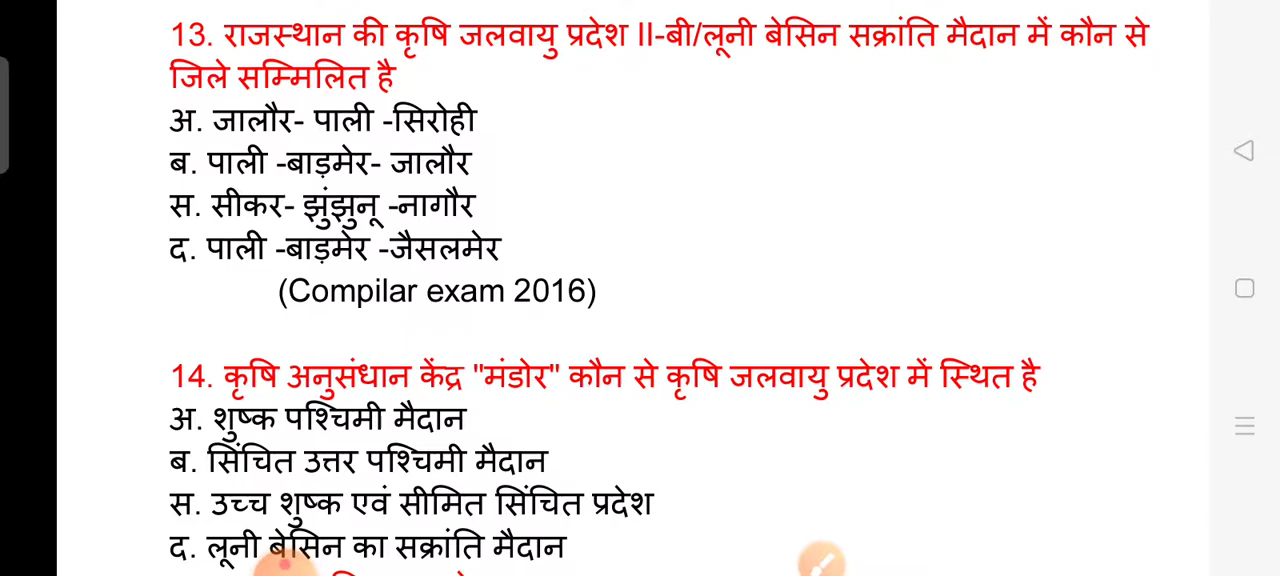 13. राजस्थान की कृषि जलवायु प्रदेश II-बी/लूनी बेसिन सक्रांति मैदान में कौन से
जिले सम्मिलित है
अ. जालौर- पाली -सिरोही
ब. पाली -बाड़मेर- जालौर
स. सीकर- झुंझुनू -नागौर
द. पाली -बाड़मेर -जैसलमेर
(Compilar exam 2016)
14. कृषि अनुसंधान केंद्र "मंडोर" कौन से कृषि जलवायु प्रदेश में स्थित है
अ. शुष्क पश्चिमी मैदान
ब. सिंचित उत्तर पश्चिमी मैदान
स. उच्च शुष्क एवं सीमित सिंचित प्रदेश
द. लूनी बेसिन का सक्रांति मैदान